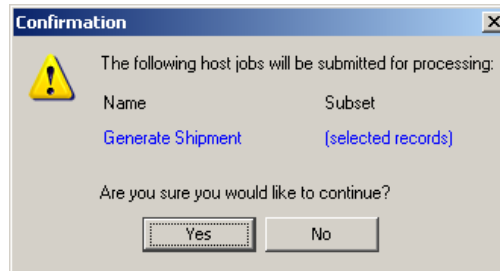 Confirmation
The following host jobs will be submitted for processing:
Name Subset
Generate Shipment (selected records)
Are you sure you would like to continue?
Yes No